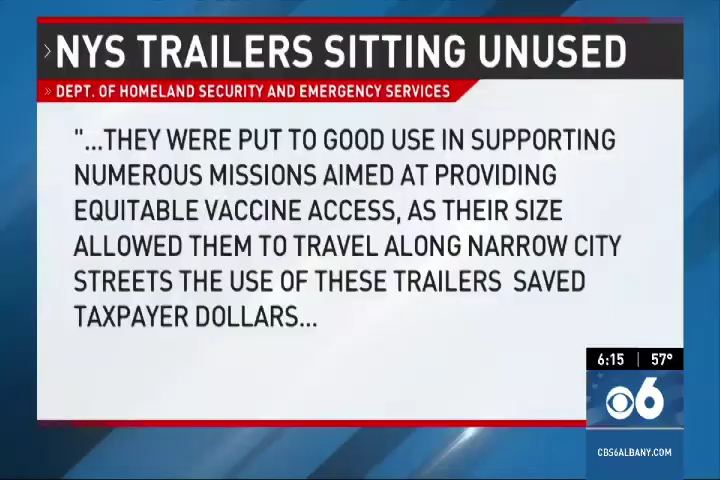 NYS TRAILERS SITTING UNUSED
DEPT. OF HOMELAND SECURITY AND EMERGENCY SERVICES
"...THEY WERE PUT TO GOOD USE IN SUPPORTING
NUMEROUS MISSIONS AIMED AT PROVIDING
EQUITABLE VACCINE ACCESS, AS THEIR SIZE
ALLOWED THEM TO TRAVEL ALONG NARROW CITY
STREETS THE USE OF THESE TRAILERS SAVED
TAXPAYER DOLLARS...
6:15 | 57°
6
CBS6ALBANY.COM